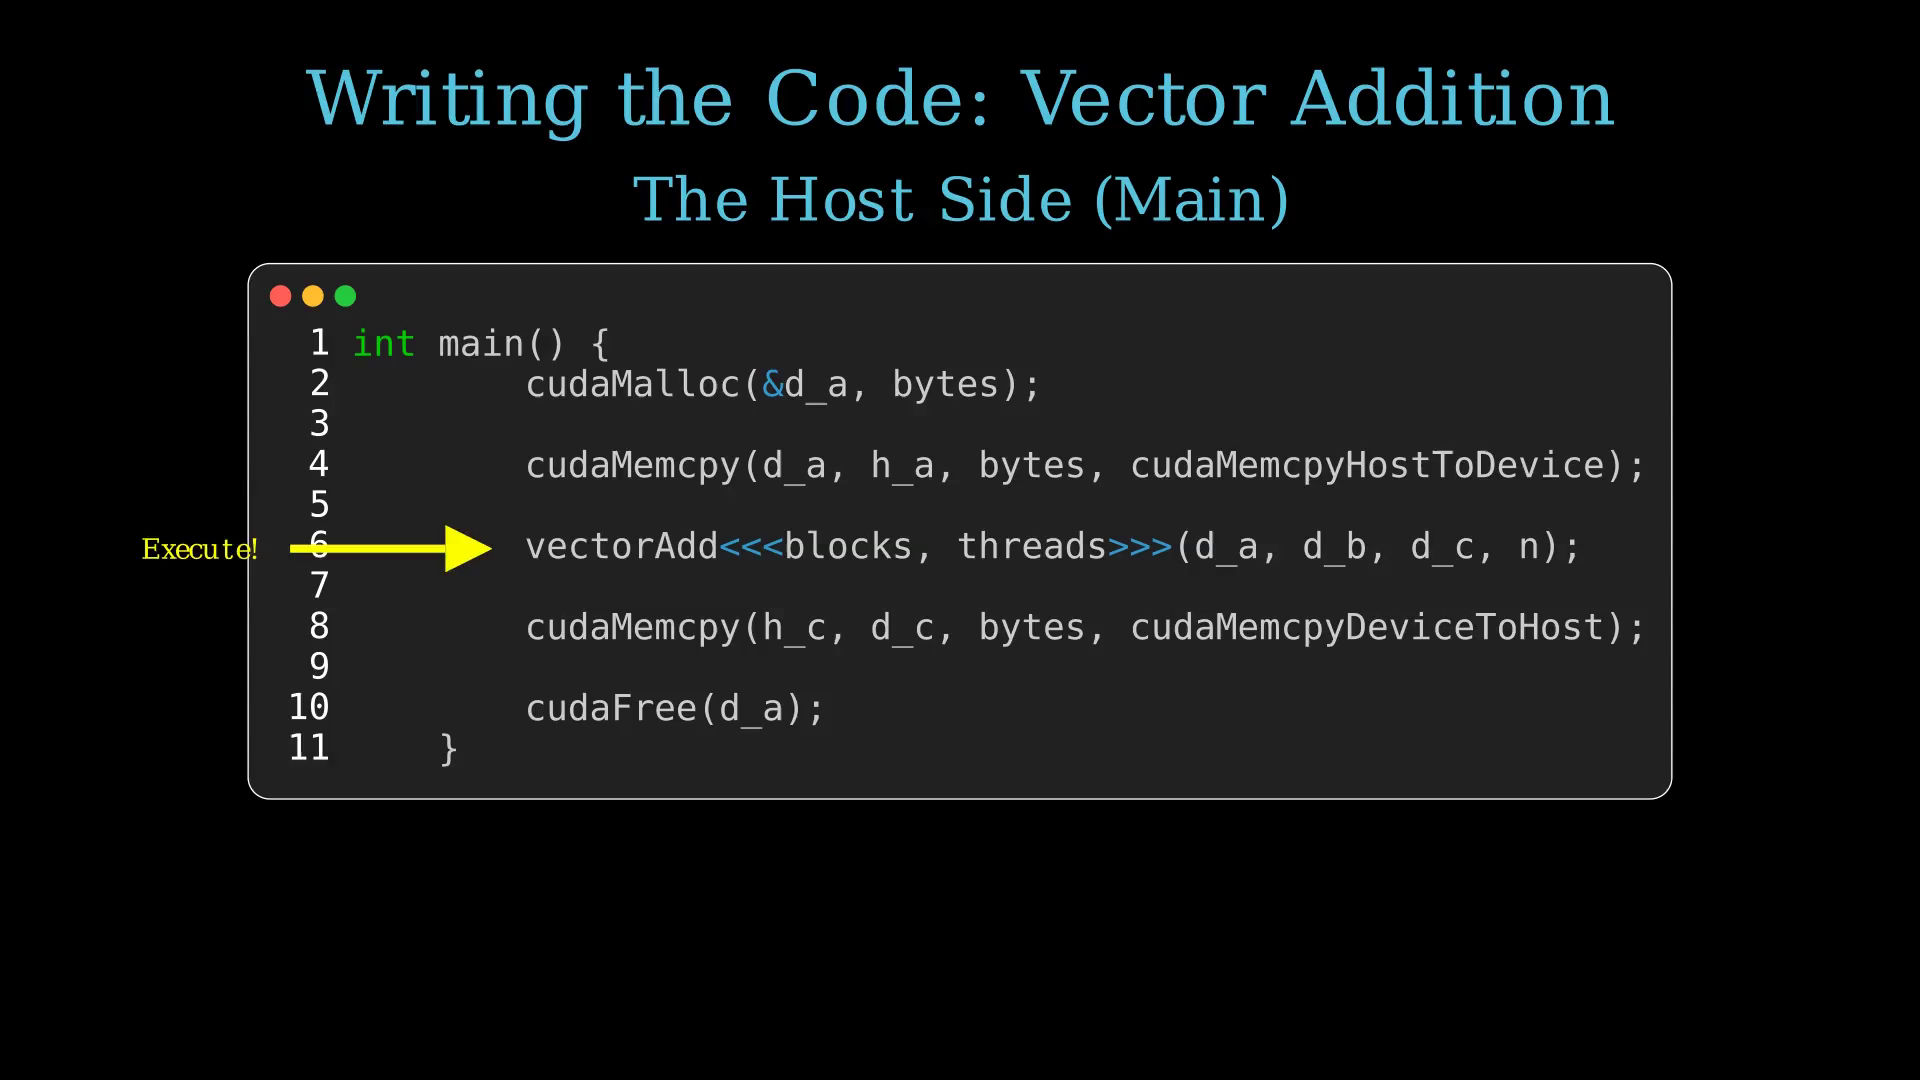 Writing the Code: Vector Addition
The Host Side (Main)
1 int main() {
2 cudaMalloc(&d_a, bytes);
3
4 cudaMemcpy(d_a, h_a, bytes, cudaMemcpyHostToDevice);
5
Execute! 6 vectorAdd<<<blocks, threads>>>(d_a, d_b, d_c, n);
7
8 cudaMemcpy(h_c, d_c, bytes, cudaMemcpyDeviceToHost);
9
10 cudaFree(d_a);
11 }